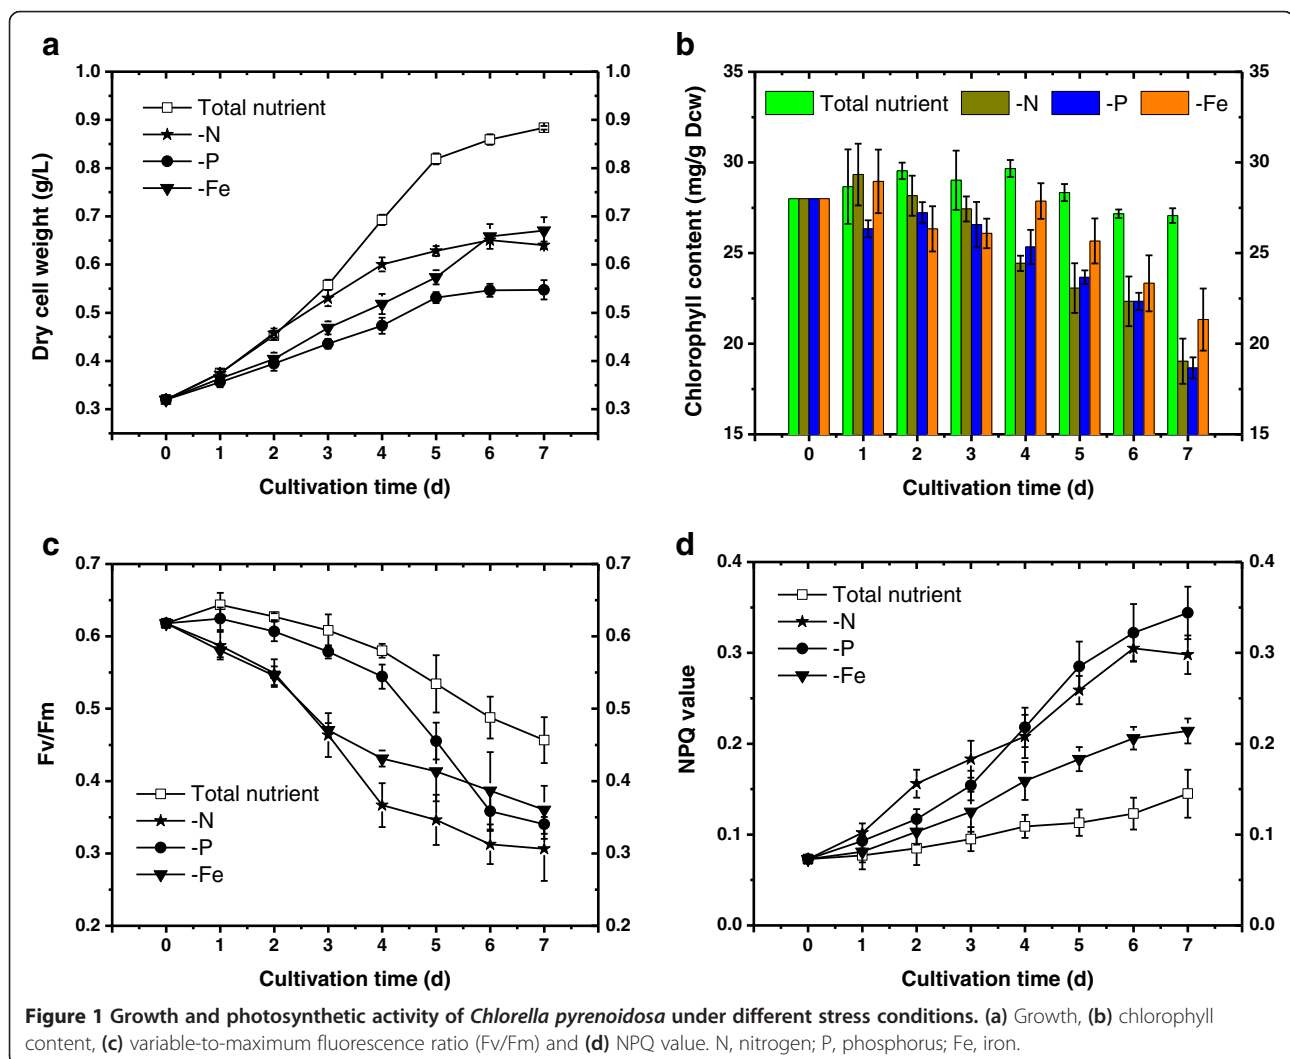 a
1.0
0.9
0.8
0.7
0.6
0.5
0.4
0.3
Dry cell weight (g/L)
Total nutrient
-N
-P
-Fe
1.0
0.9
0.8
0.7
0.6
0.5
0.4
0.3
0 1 2 3 4 5 6 7
Cultivation time (d)
b
35
30
25
20
15
Chlorophyll content (mg/g Dcw)
Total nutrient -N -P -Fe
35
30
25
20
15
0 1 2 3 4 5 6 7
Cultivation time (d)
c
0.7
0.6
0.5
0.4
0.3
0.2
Fv/Fm
Total nutrient
-N
-P
-Fe
0.7
0.6
0.5
0.4
0.3
0.2
0 1 2 3 4 5 6 7
Cultivation time (d)
d
0.4
0.3
0.2
0.1
0.0
NPQ value
Total nutrient
-N
-P
-Fe
0.4
0.3
0.2
0.1
0.0
0 1 2 3 4 5 6 7
Cultivation time (d)
Figure 1 Growth and photosynthetic activity of Chlorella pyrenoidosa under different stress conditions. (a) Growth, (b) chlorophyll
content, (c) variable-to-maximum fluorescence ratio (Fv/Fm) and (d) NPQ value. N, nitrogen; P, phosphorus; Fe, iron.